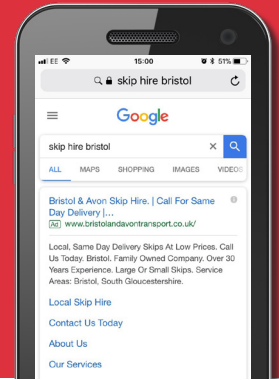 EE 15:00 51%
skip hire bristol
Google
skip hire bristol
ALL MAPS SHOPPING IMAGES VIDEOS
Bristol & Avon Skip Hire. | Call For Same
Day Delivery |...
Ad www.bristolandavontransport.co.uk/
Local, Same Day Delivery Skips At Low Prices. Call
Us Today. Bristol. Family Owned Company. Over 30
Years Experience. Large Or Small Skips. Service
Areas: Bristol, South Gloucestershire.
Local Skip Hire
Contact Us Today
About Us
Our Services